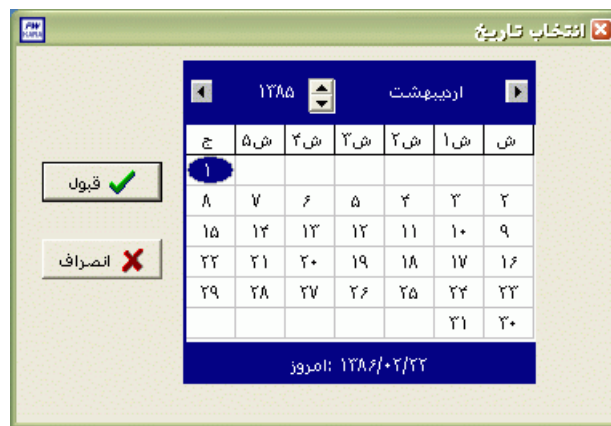 انتخاب تاریخ
اردیبهشت ۱۳۸۵
ش ش۱ ش۲ ش۳ ش۴ ش۵ ج
۱
۲ ۳ ۴ ۵ ۶ ۷ ۸
۹ ۱۰ ۱۱ ۱۲ ۱۳ ۱۴ ۱۵
۱۶ ۱۷ ۱۸ ۱۹ ۲۰ ۲۱ ۲۲
۲۳ ۲۴ ۲۵ ۲۶ ۲۷ ۲۸ ۲۹
۳۰ ۳۱
امروز: ۱۳۸۶/۰۲/۲۲
قبول
انصراف